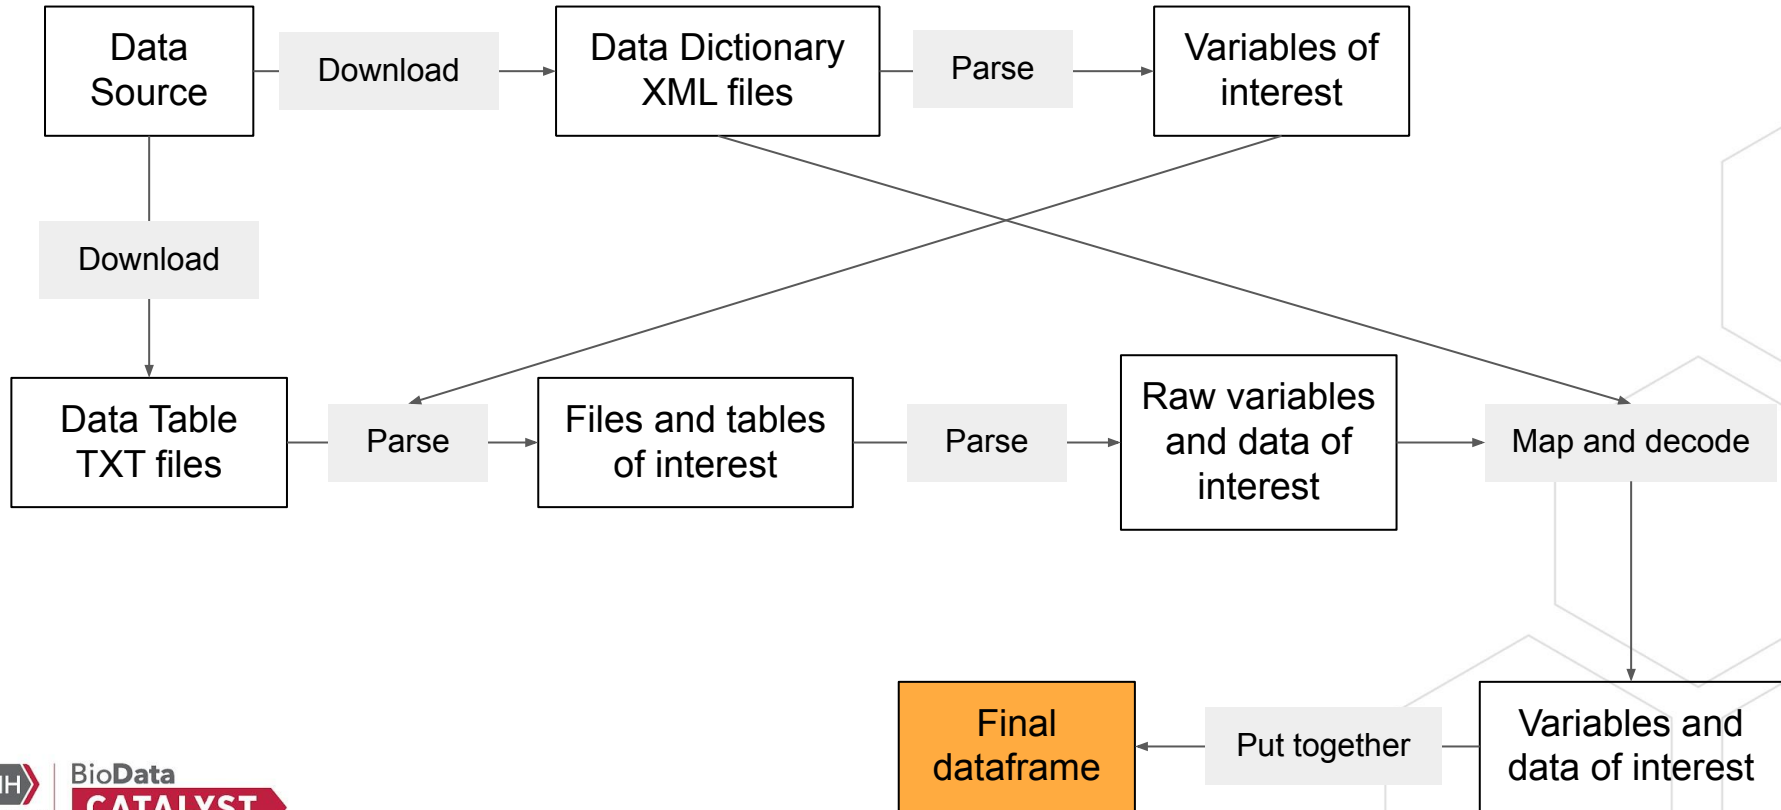 Data
Source
Download
Data Dictionary
XML files
Parse
Variables of
interest
Download
Data Table
TXT files
Parse
Files and tables
of interest
Parse
Raw variables
and data of
interest
Map and decode
Final
dataframe
Put together
Variables and
data of interest
BioData
CATALYST